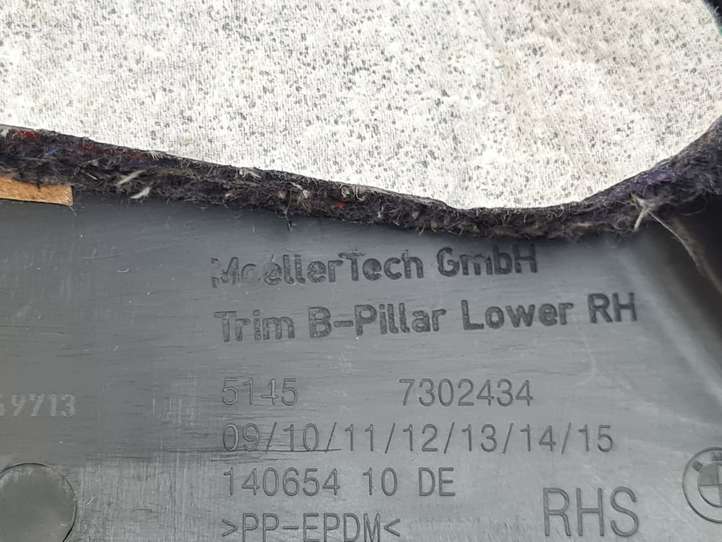 MoellerTech GmbH
Trim B-Pillar Lower RH
5145 7302434
09/10/11/12/13/14/15
140654 10 DE
>PP-EPDM<
RHS
9713